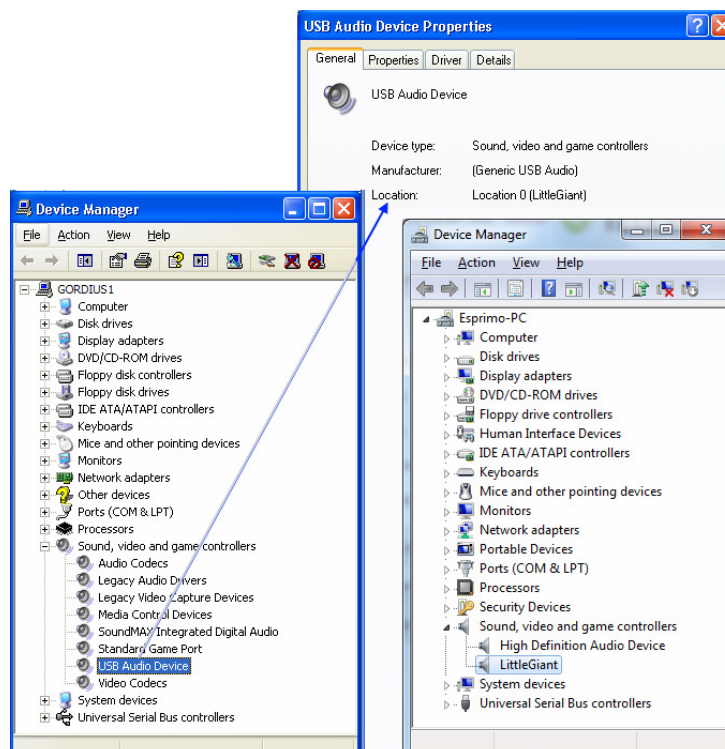 USB Audio Device Properties
General Properties Driver Details
USB Audio Device
Device type: Sound, video and game controllers
Manufacturer: (Generic USB Audio)
Location: Location 0 (LittleGiant)
Device Manager
File Action View Help
GORDIUS1
Computer
Disk drives
Display adapters
DVD/CD-ROM drives
Floppy disk controllers
Floppy disk drives
IDE ATA/ATAPI controllers
Keyboards
Mice and other pointing devices
Monitors
Network adapters
Other devices
Ports (COM & LPT)
Processors
Sound, video and game controllers
Audio Codecs
Legacy Audio Drivers
Legacy Video Capture Devices
Media Control Devices
SoundMAX Integrated Digital Audio
Standard Game Port
USB Audio Device
Video Codecs
System devices
Universal Serial Bus controllers
Device Manager
File Action View Help
Esprimo-PC
Computer
Disk drives
Display adapters
DVD/CD-ROM drives
Floppy drive controllers
Human Interface Devices
IDE ATA/ATAPI controllers
Keyboards
Mice and other pointing devices
Monitors
Network adapters
Portable Devices
Ports (COM & LPT)
Processors
Security Devices
Sound, video and game controllers
High Definition Audio Device
LittleGiant
System devices
Universal Serial Bus controllers